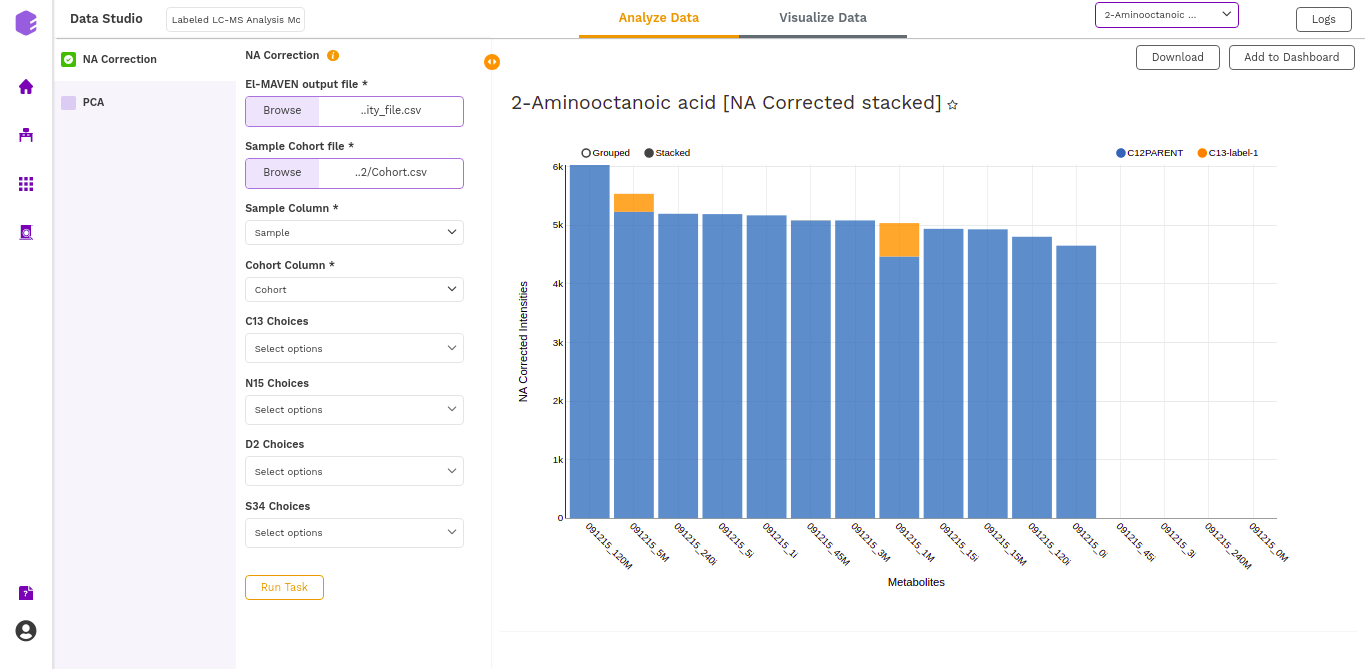 Data Studio
Labeled LC-MS Analysis Mc
Analyze Data
Visualize Data
2-Aminooctanoic ...
Logs
NA Correction
PCA
NA Correction
i
El-MAVEN output file *
Browse
..ity_file.csv
Sample Cohort file *
Browse
..2/Cohort.csv
Sample Column *
Sample
Cohort Column *
Cohort
C13 Choices
Select options
N15 Choices
Select options
D2 Choices
Select options
S34 Choices
Select options
Run Task
Download
Add to Dashboard
2-Aminooctanoic acid [NA Corrected stacked]
Grouped
Stacked
C12PARENT
C13-label-1
6k
5k
4k
3k
2k
1k
0
NA Corrected Intensities
091215_120M
091215_5M
091215_240i
091215_5i
091215_1i
091215_45M
091215_3M
091215_1M
091215_15i
091215_15M
091215_120i
091215_0i
091215_45i
091215_3i
091215_240M
091215_0M
Metabolites
?